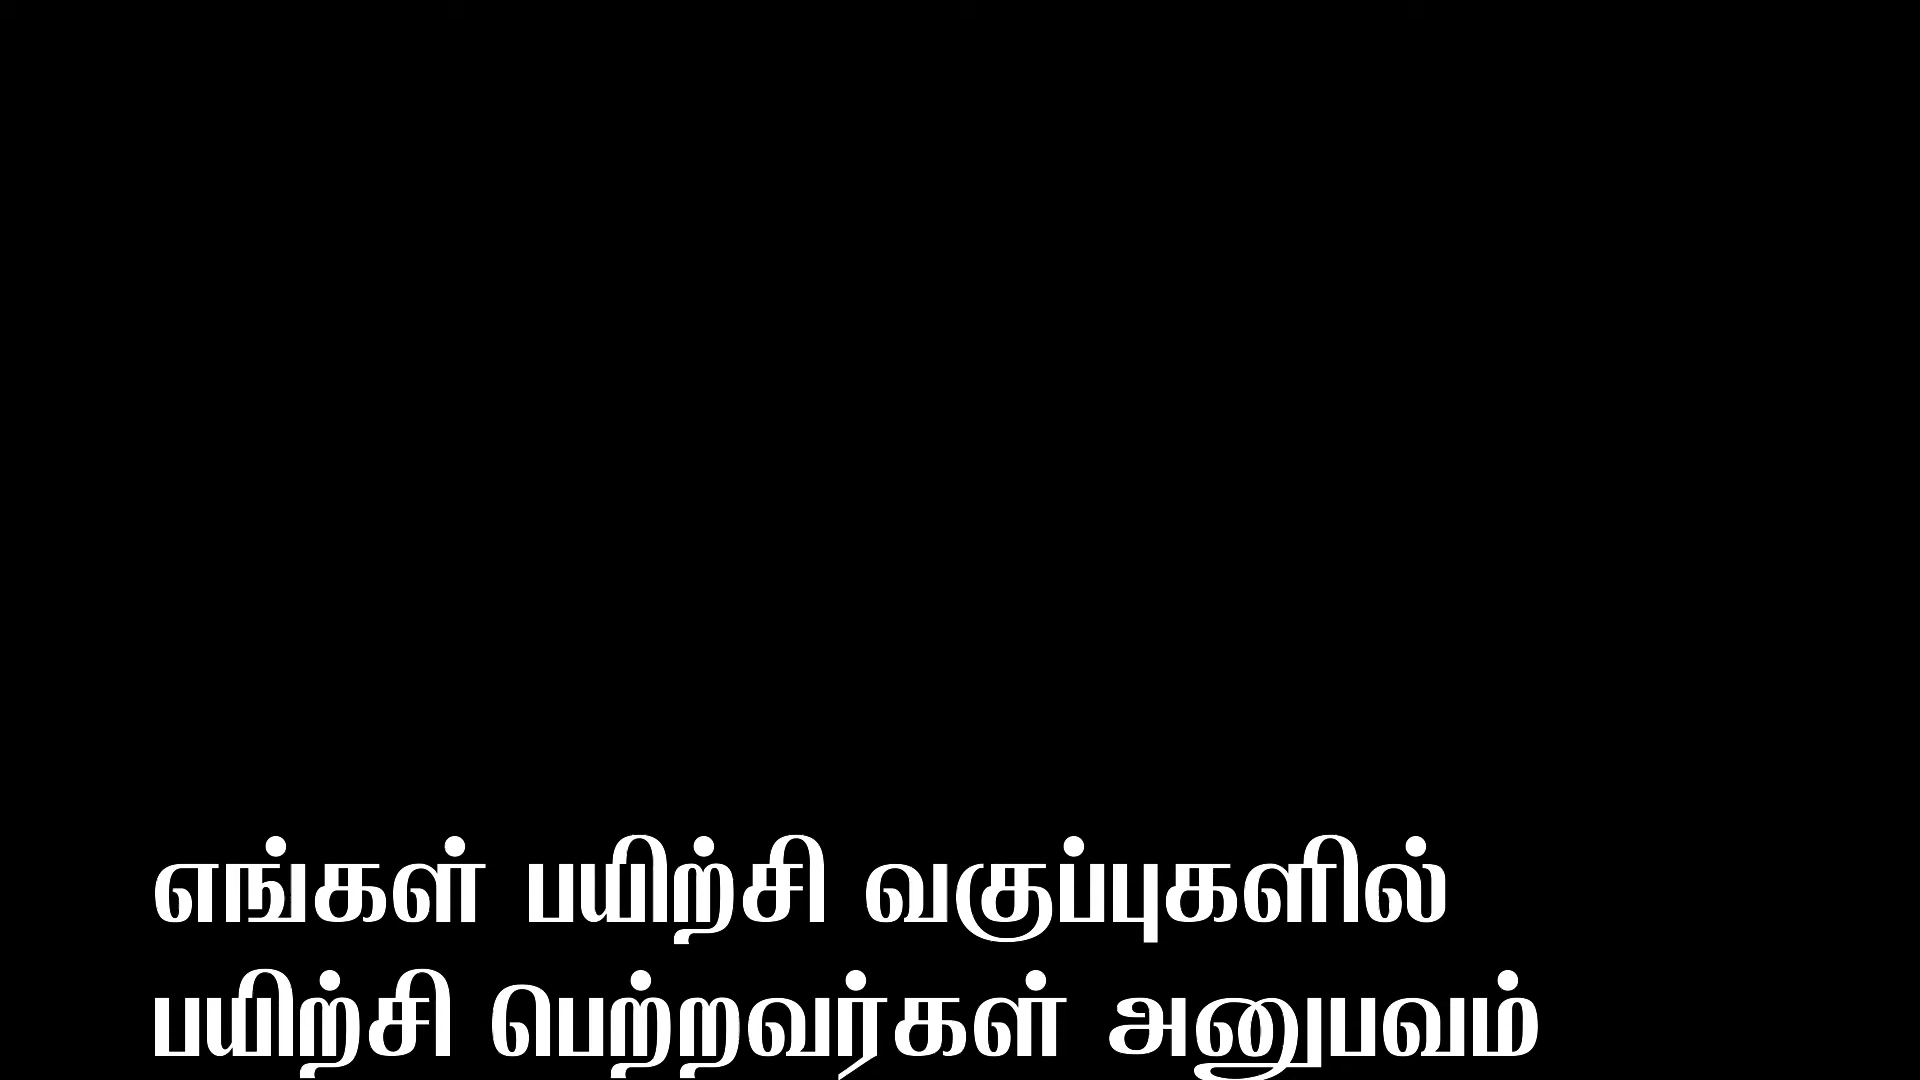 எங்கள் பயிற்சி வகுப்புகளில்
பயிற்சி பெற்றவர்கள் அனுபவம்